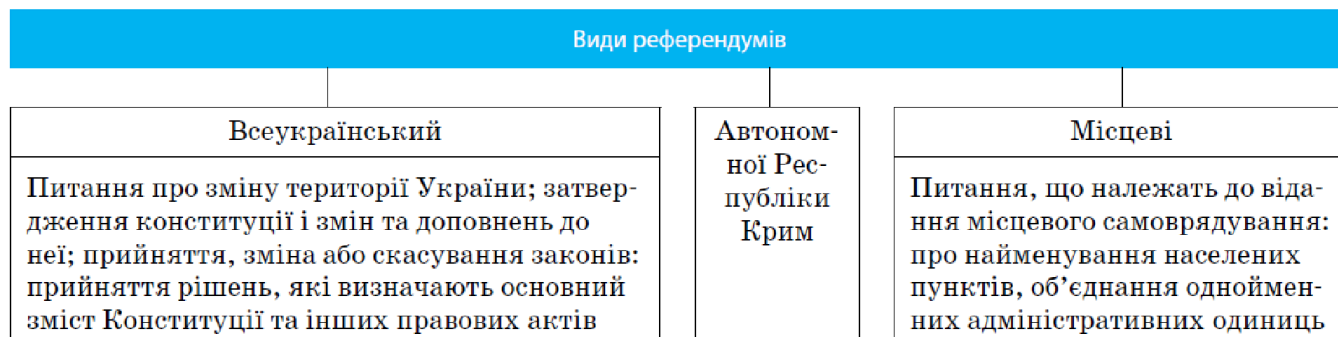 Види референдумів
Всеукраїнський
Питання про зміну території України; затвер-
дження конституції і змін та доповнень до
неї; прийняття, зміна або скасування законів:
прийняття рішень, які визначають основний
зміст Конституції та інших правових актів
Автоном-
ної Рес-
публіки
Крим
Місцеві
Питання, що належать до віда-
ння місцевого самоврядування:
про найменування населених
пунктів, об’єднання одноймен-
них адміністративних одиниць